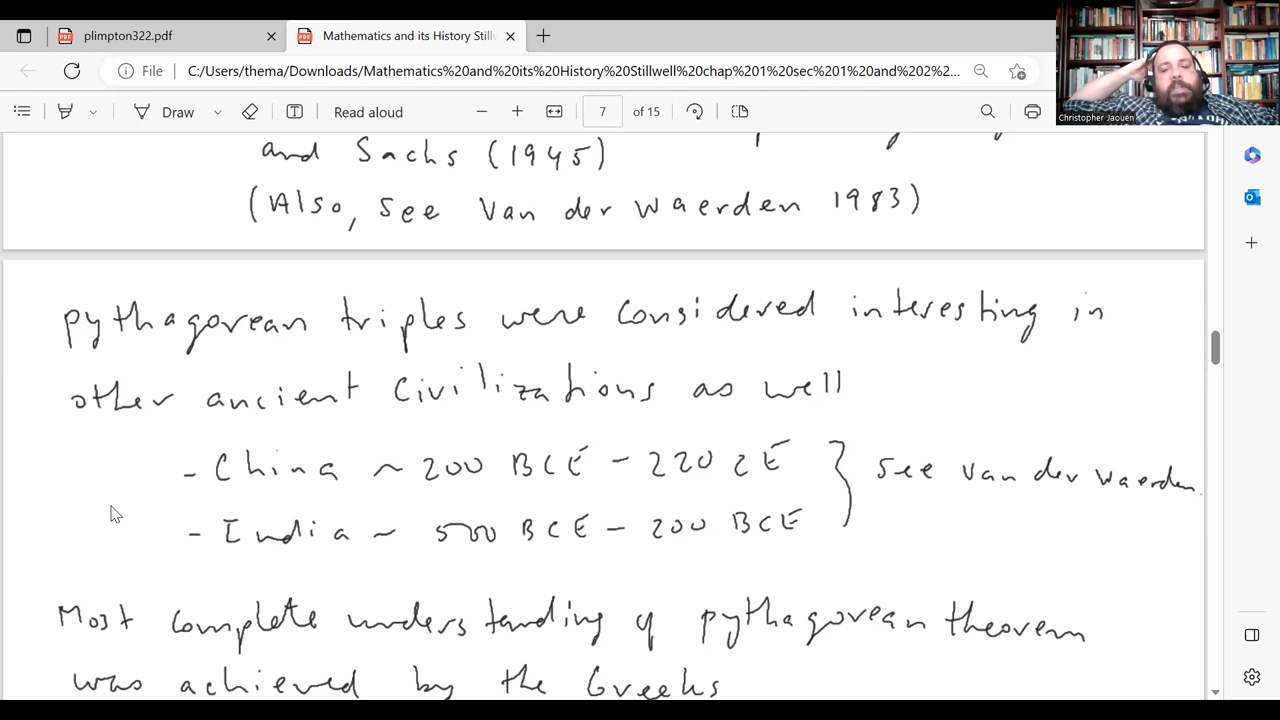 plimpton322.pdf
Mathematics and its History Still
File
C:/Users/thema/Downloads/Mathematics%20and%20its%20History%20Stillwell%20chap%201%20sec%201%20and%202%2...
Draw
Read aloud
7
of 15
Christopher Jaouen
and Sachs (1945)
(Also, see Van der Waerden 1983)
pythagorean triples were considered interesting in
other ancient civilizations as well
- China ~ 200 BCE - 220 CE
see van der Waerden.
- India ~ 500 BCE - 200 BCE
Most complete understanding of pythagorean theorem
was achieved by the Greeks